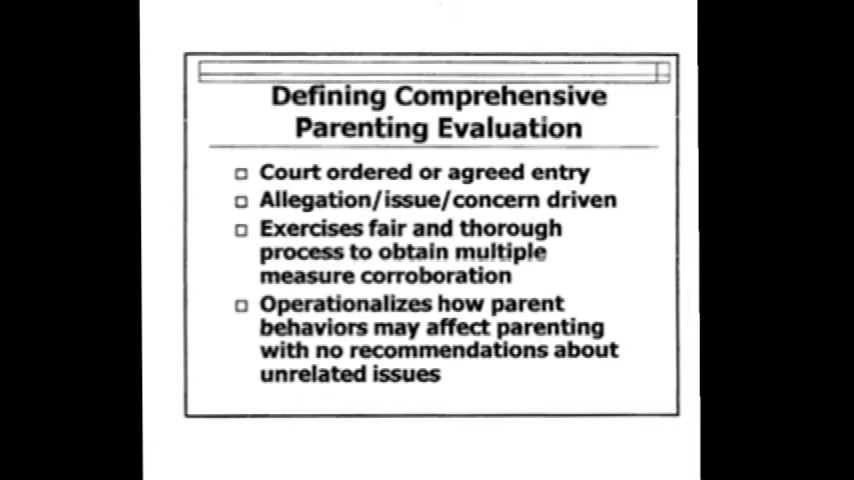 Defining Comprehensive
Parenting Evaluation
Court ordered or agreed entry
Allegation/issue/concern driven
Exercises fair and thorough
process to obtain multiple
measure corroboration
Operationalizes how parent
behaviors may affect parenting
with no recommendations about
unrelated issues